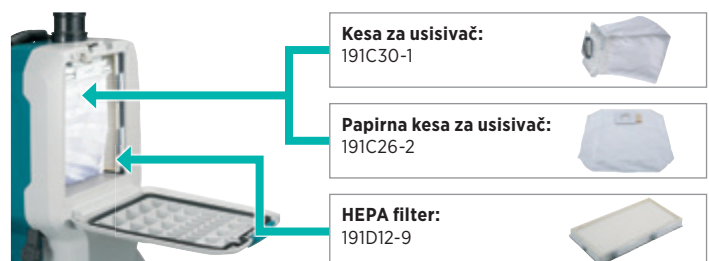 Kesa za usisivač:
191C30-1
Papirna kesa za usisivač:
191C26-2
HEPA filter:
191D12-9